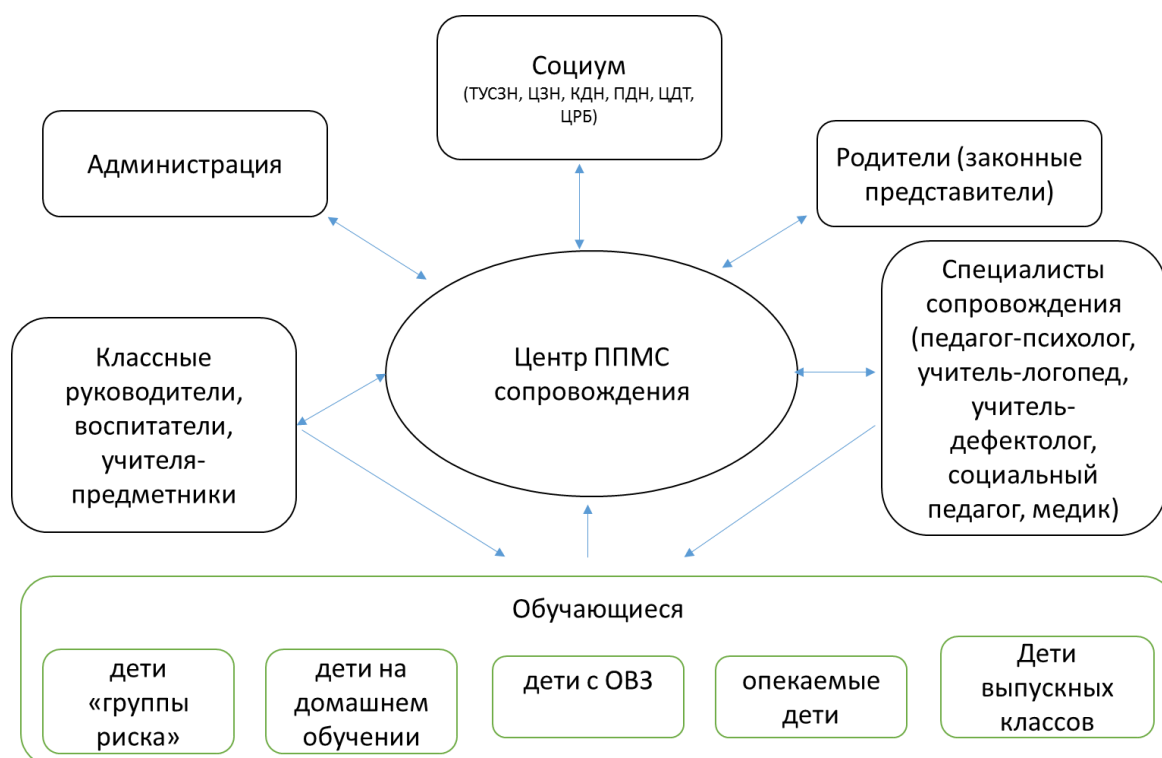 Социум
(ТУСЗН, ЦЗН, КДН, ПДН, ЦДТ,
ЦРБ)
Администрация
Родители (законные
представители)
Специалисты
сопровождения
(педагог-психолог,
учитель-логопед,
учитель-
дефектолог,
социальный
педагог, медик)
Центр ППМС
сопровождения
Классные
руководители,
воспитатели,
учителя-
предметники
Обучающиеся
дети
«группы
риска»
дети на
домашнем
обучении
дети с ОВЗ
опекаемые
дети
Дети
выпускных
классов